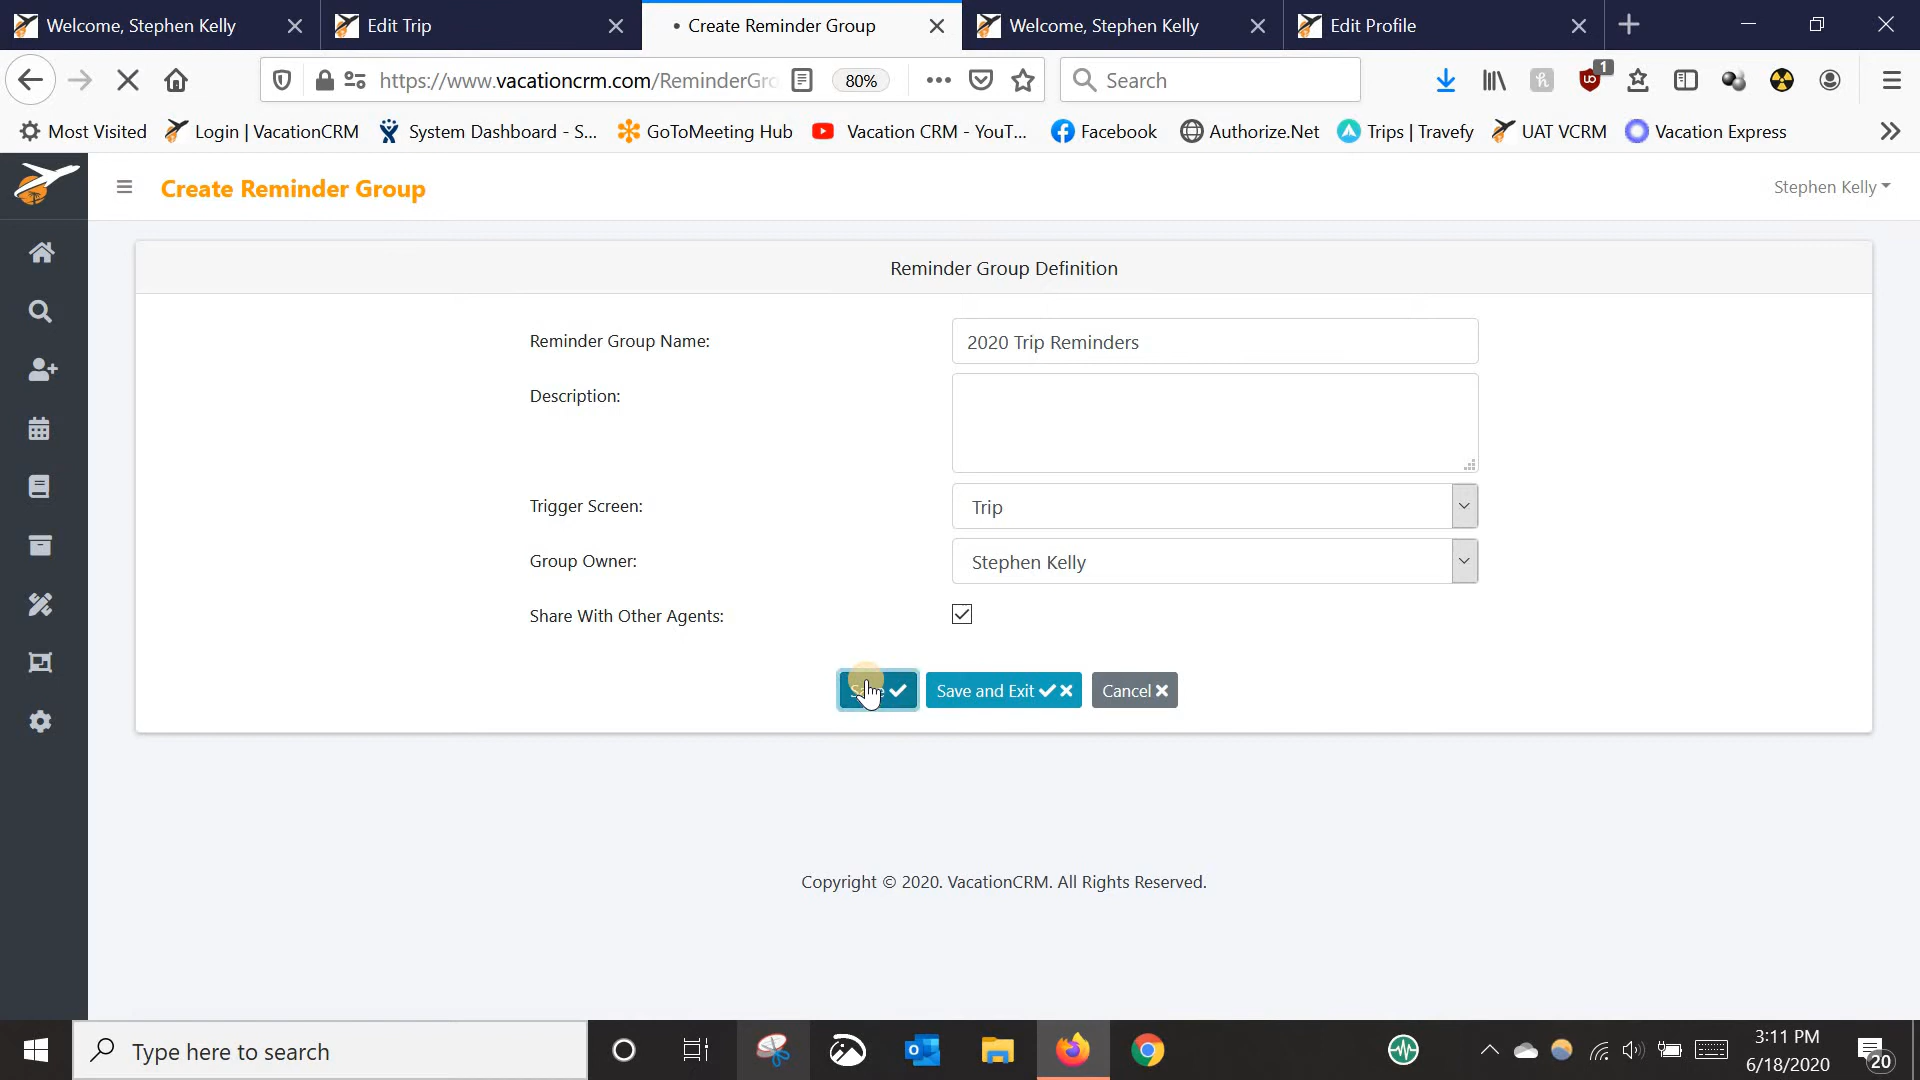 Welcome, Stephen Kelly
Edit Trip
• Create Reminder Group
Welcome, Stephen Kelly
Edit Profile
https://www.vacationcrm.com/ReminderGro
80%
Search
1
Most Visited
Login | VacationCRM
System Dashboard - S...
GoToMeeting Hub
Vacation CRM - YouT...
Facebook
Authorize.Net
Trips | Travefy
UAT VCRM
Vacation Express
Create Reminder Group
Stephen Kelly
Reminder Group Definition
Reminder Group Name:
2020 Trip Reminders
Description:
Trigger Screen:
Trip
Group Owner:
Stephen Kelly
Share With Other Agents:
Save and Exit
Cancel
Copyright © 2020. VacationCRM. All Rights Reserved.
Type here to search
3:11 PM
6/18/2020
20